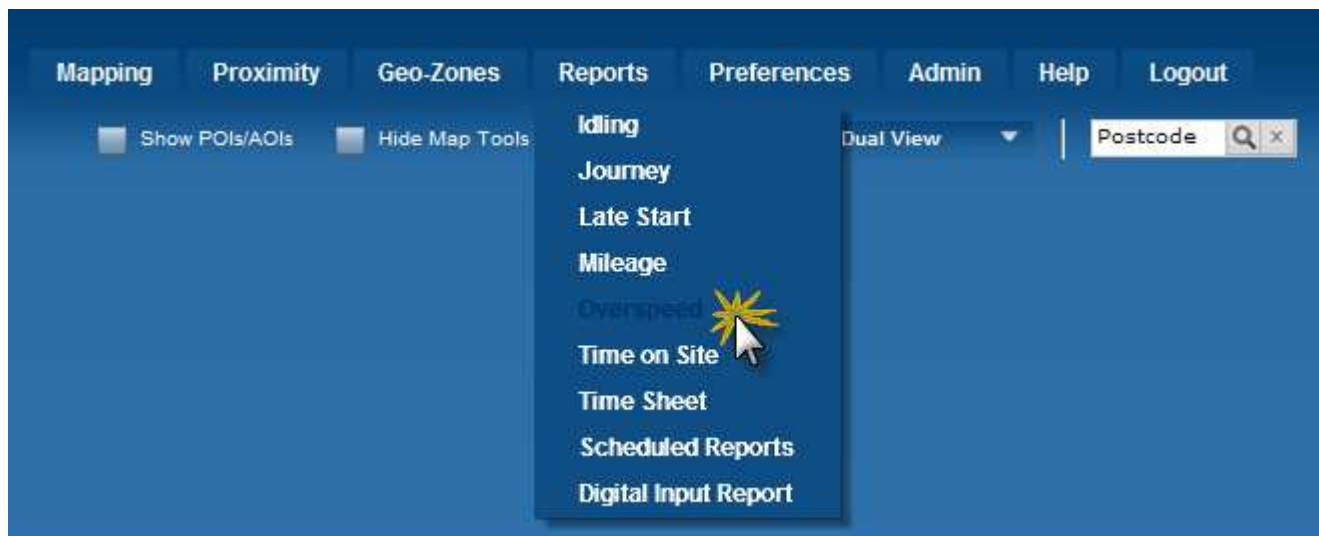 Mapping Proximity Geo-Zones Reports Preferences Admin Help Logout
Show POIs/AOIs Hide Map Tools Dual View Postcode
Idling
Journey
Late Start
Mileage
Overspeed
Time on Site
Time Sheet
Scheduled Reports
Digital Input Report